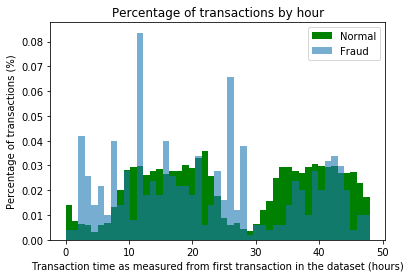 Percentage of transactions by hour
Normal
Fraud
Percentage of transactions (%)
0.08
0.07
0.06
0.05
0.04
0.03
0.02
0.01
0.00
0 10 20 30 40 50
Transaction time as measured from first transaction in the dataset (hours)